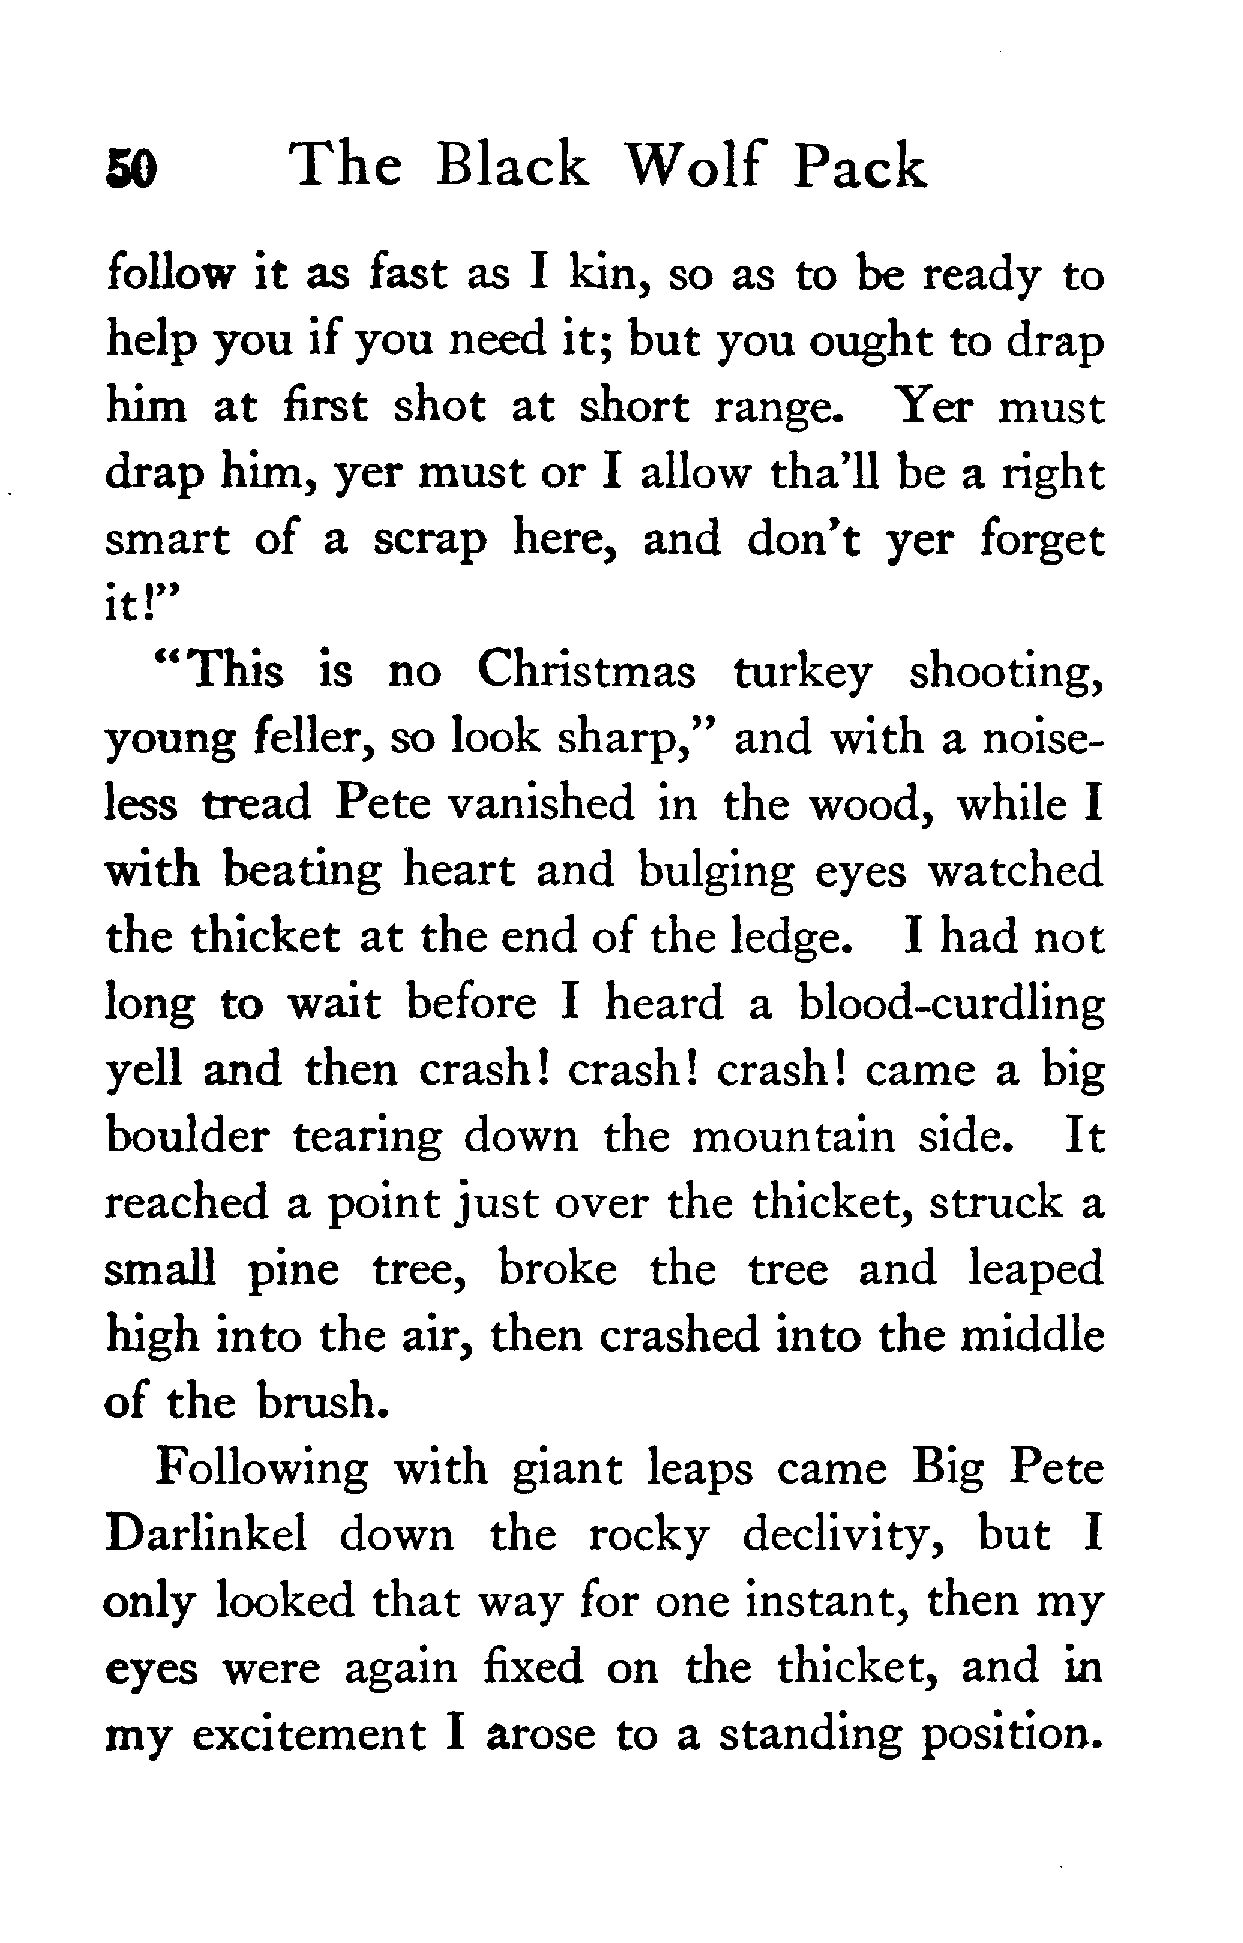 50 The Black Wolf Pack
follow it as fast as I kin, so as to be ready to
help you if you need it; but you ought to drap
him at first shot at short range. Yer must
drap him, yer must or I allow tha'll be a right
smart of a scrap here, and don't yer forget
it!"
"This is no Christmas turkey shooting,
young feller, so look sharp," and with a noise-
less tread Pete vanished in the wood, while I
with beating heart and bulging eyes watched
the thicket at the end of the ledge. I had not
long to wait before I heard a blood-curdling
yell and then crash! crash! crash! came a big
boulder tearing down the mountain side. It
reached a point just over the thicket, struck a
small pine tree, broke the tree and leaped
high into the air, then crashed into the middle
of the brush.
Following with giant leaps came Big Pete
Darlinkel down the rocky declivity, but I
only looked that way for one instant, then my
eyes were again fixed on the thicket, and in
my excitement I arose to a standing position.